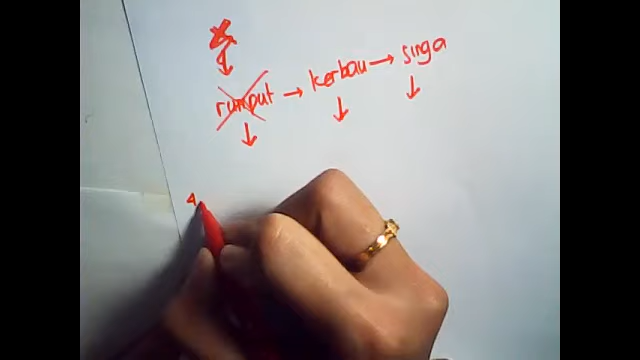 rumput → kerbau → singa